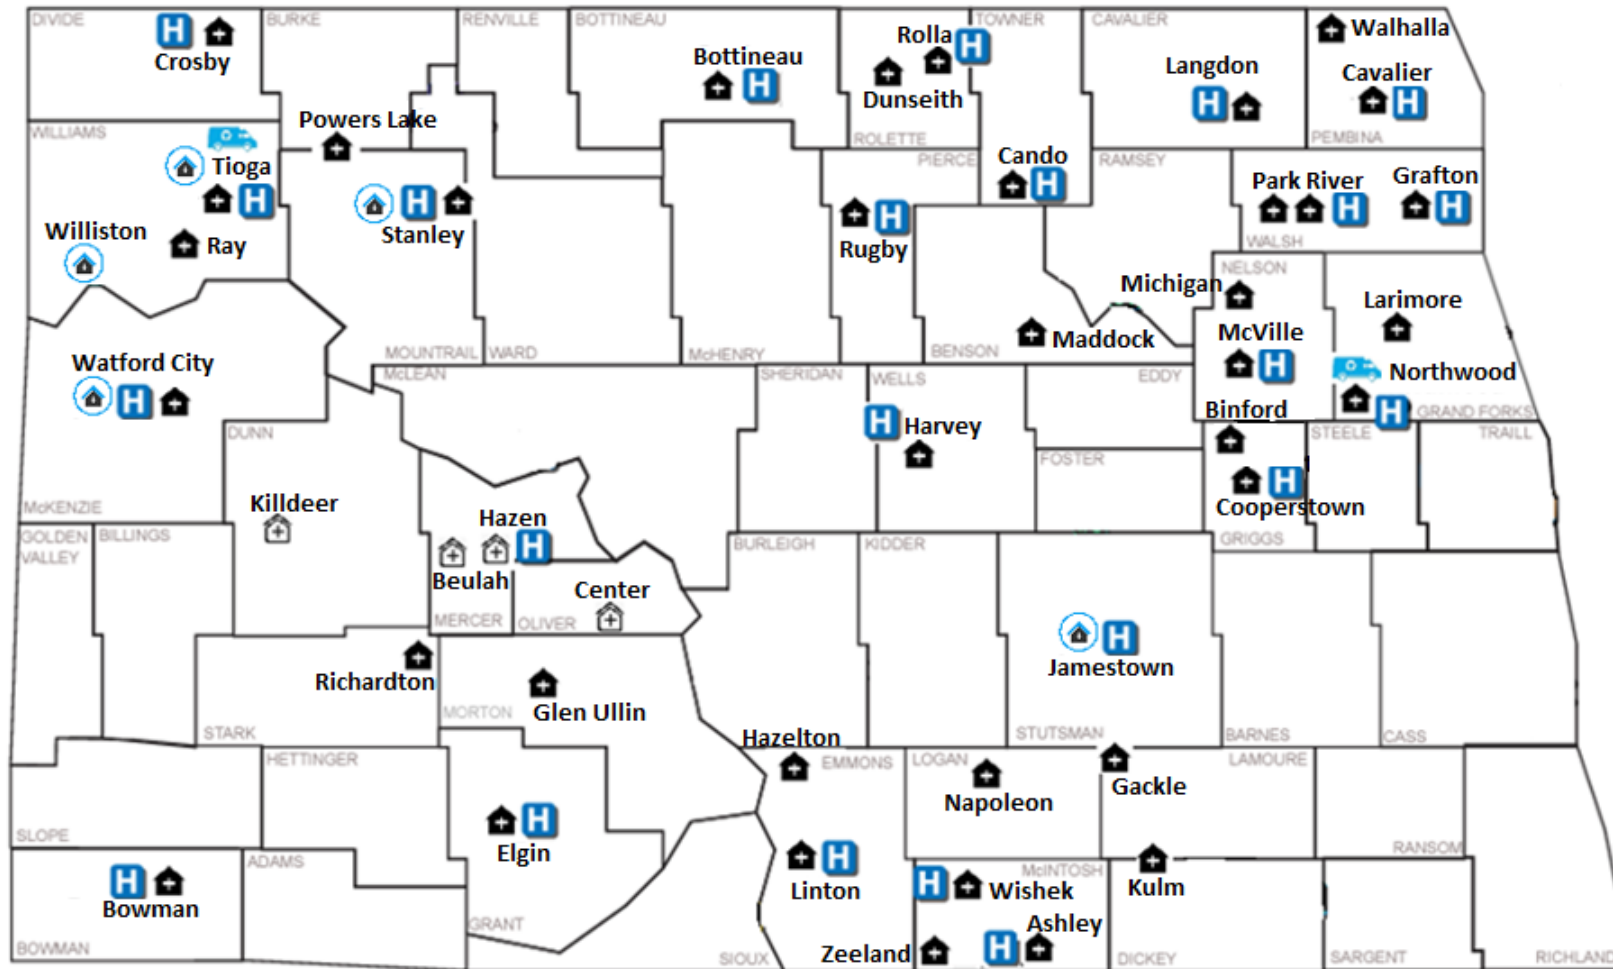 DIVIDE
BURKE
RENVILLE
BOTTINEAU
TOWNER
CAVALIER
Walhalla
H
Crosby
Rolla
H
Bottineau
H
Dunseith
Langdon
H
Cavalier
H
Powers Lake
WILLIAMS
ROLETTE
PEMBINA
Tioga
H
PIERCE
Cando
H
RAMSEY
Park River
H
Grafton
H
H
Stanley
H
Rugby
Williston
Ray
WALSH
NELSON
Michigan
Larimore
McVille
H
Maddock
MOUNTRAIL
WARD
McHENRY
BENSON
Watford City
H
McLEAN
SHERIDAN
WELLS
EDDY
Northwood
H
GRAND FORKS
Binford
H
Harvey
DUNN
STEELE
TRAILL
FOSTER
H
Cooperstown
McKENZIE
Killdeer
Hazen
H
GOLDEN
VALLEY
BILLINGS
BURLEIGH
KIDDER
GRIGGS
Beulah
Center
MERCER
OLIVER
H
Jamestown
Richardton
Glen Ullin
MORTON
STARK
Hazelton
STUTSMAN
BARNES
CASS
HETTINGER
EMMONS
LOGAN
LAMOURE
Napoleon
Gackle
H
Elgin
SLOPE
RANSOM
ADAMS
H
Linton
McINTOSH
H
Bowman
H
Wishek
Kulm
GRANT
Ashley
H
Zeeland
BOWMAN
SIOUX
DICKEY
SARGENT
RICHLAND